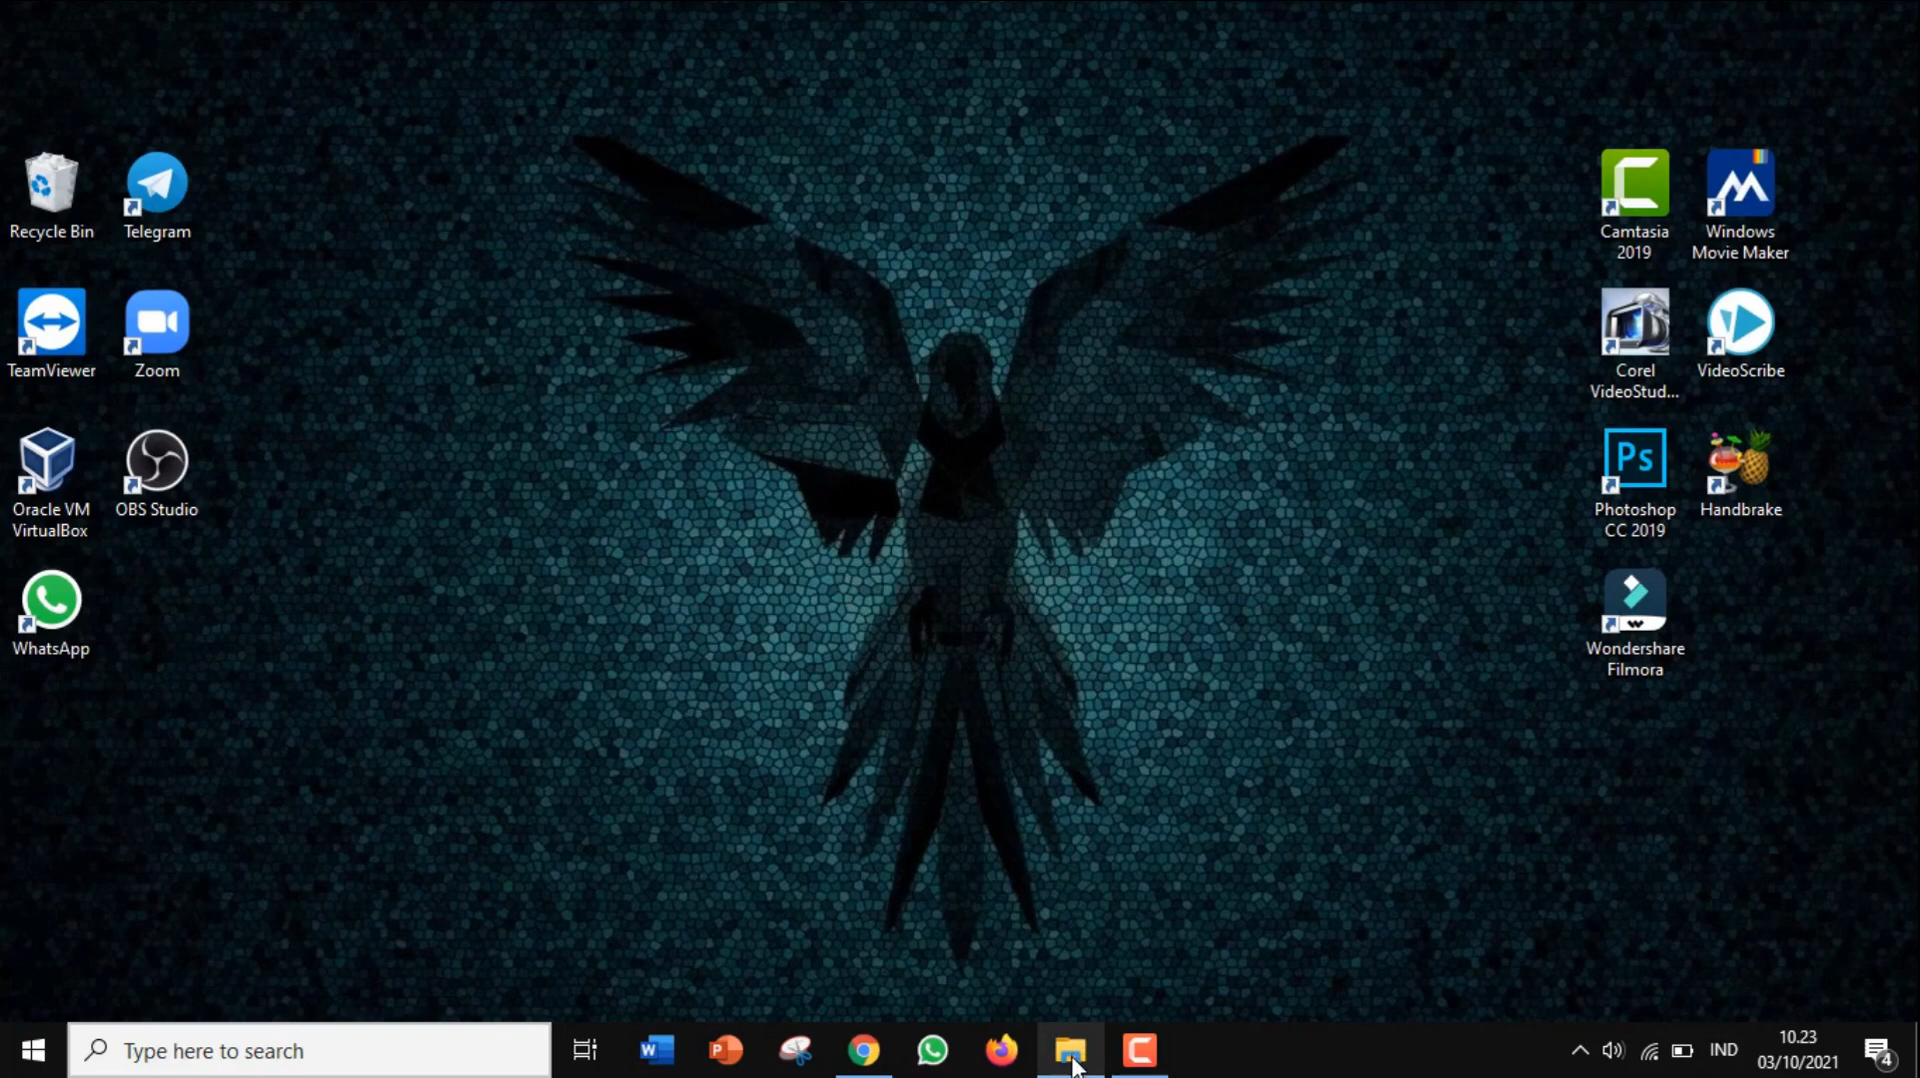 Recycle Bin
Telegram
TeamViewer
Zoom
Oracle VM
VirtualBox
OBS Studio
WhatsApp
Camtasia
2019
Windows
Movie Maker
Corel
VideoStud...
VideoScribe
Ps
Photoshop
CC 2019
Handbrake
Wondershare
Filmora
Type here to search
W
P
IND
10.23
03/10/2021
4